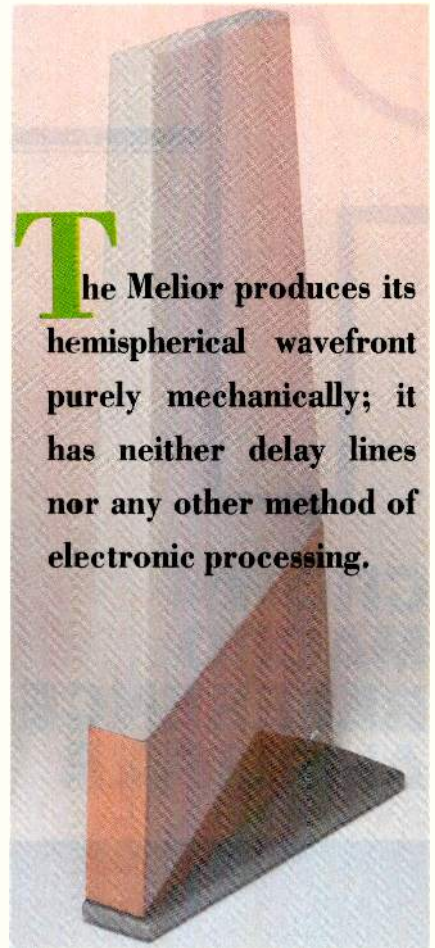 The Melior produces its
hemispherical wavefront
purely mechanically; it
has neither delay lines
nor any other method of
electronic processing.